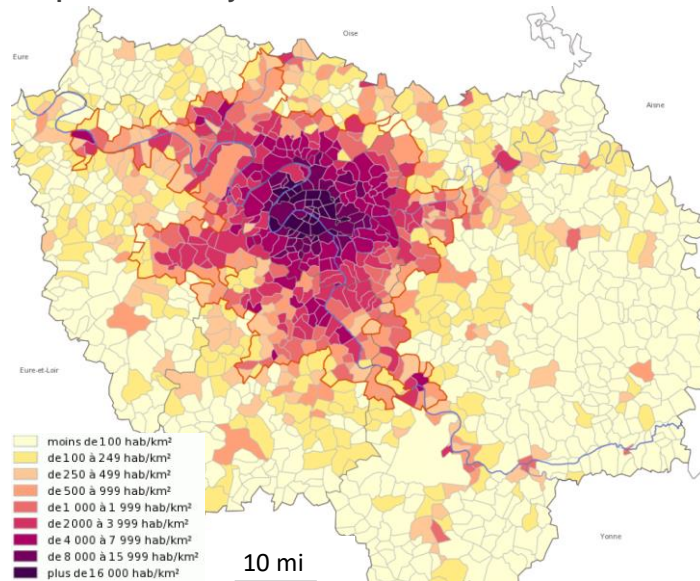 Oise
Eure
Aisne
Eure-et-Loir
Yonne
moins de 100 hab/km²
de 100 à 249 hab/km²
de 250 à 499 hab/km²
de 500 à 999 hab/km²
de 1 000 à 1 999 hab/km²
de 2000 à 3 999 hab/km²
de 4 000 à 7 999 hab/km²
de 8 000 à 15 999 hab/km²
plus de 16 000 hab/km²
10 mi